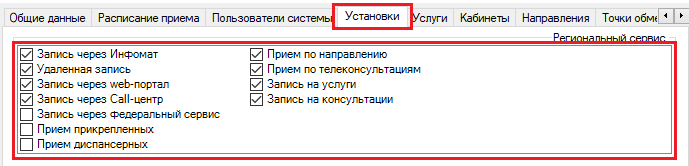 Общие данные Расписание приема Пользователи системы Установки Услуги Кабинеты Направления Точки обме
Региональный сервис
Запись через Инфомат Прием по направлению
Удаленная запись Прием по телеконсультациям
Запись через web-портал Запись на услуги
Запись через Call-центр Запись на консультации
Запись через федеральный сервис
Прием прикрепленных
Прием диспансерных